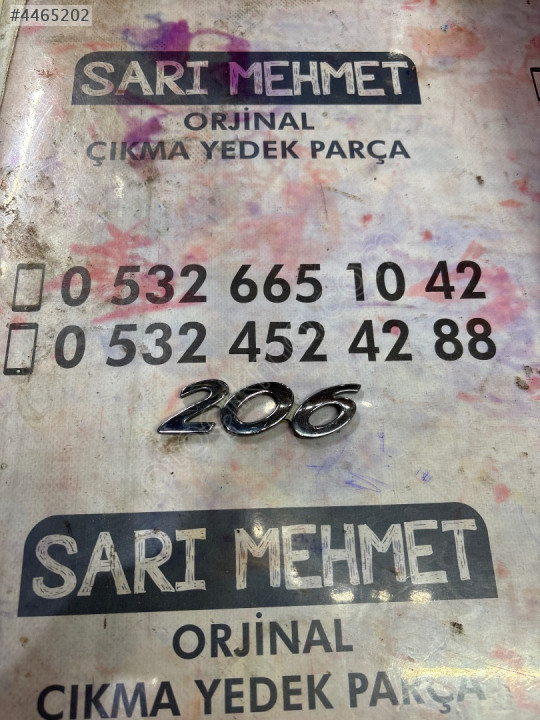 #4465202
SARI MEHMET
ORJİNAL
ÇIKMA YEDEK PARÇA
0 532 665 10 42
0 532 452 42 88
206
SARI MEHMET
ORJİNAL
ÇIKMA YEDEK PARÇA